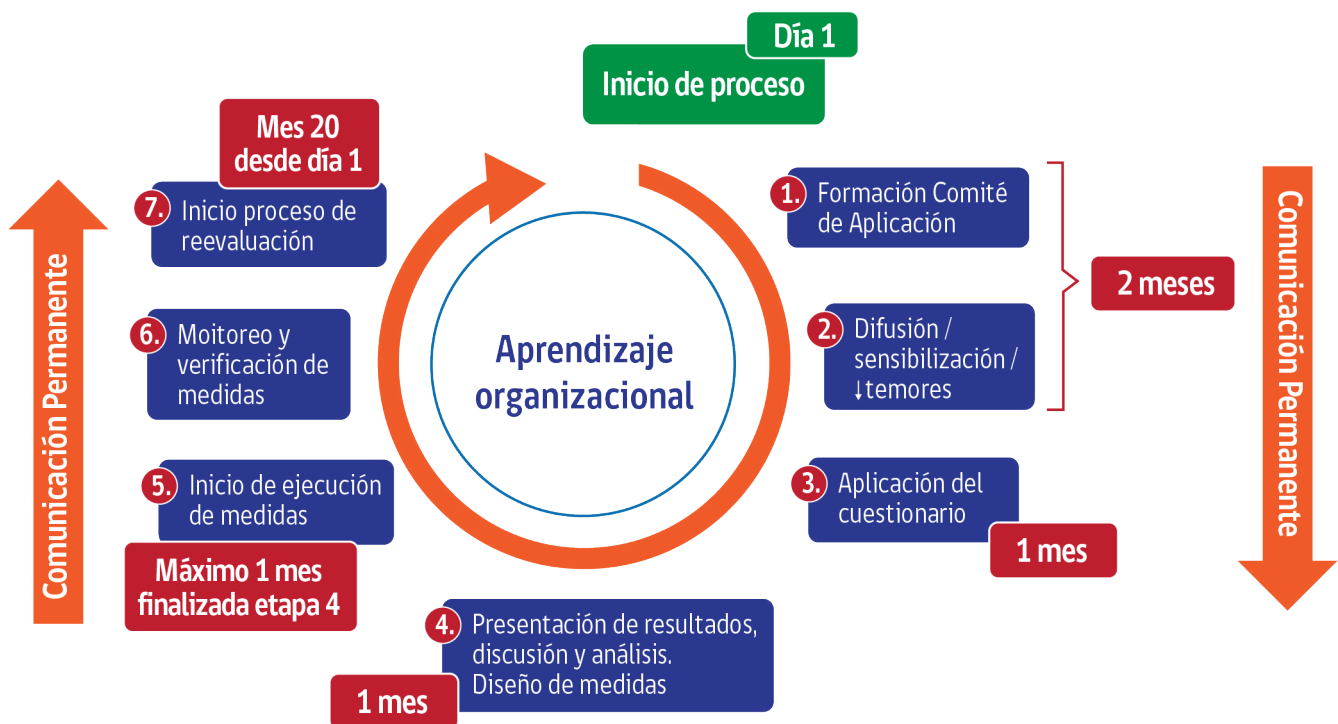 Día 1
Inicio de proceso
1. Formación Comité
de Aplicación
2. Difusión /
sensibilización /
↓temores
2 meses
3. Aplicación del
cuestionario
1 mes
4. Presentación de resultados,
discusión y análisis.
Diseño de medidas
1 mes
5. Inicio de ejecución
de medidas
Máximo 1 mes
finalizada etapa 4
6. Moitoreo y
verificación de
medidas
7. Inicio proceso de
reevaluación
Mes 20
desde día 1
Aprendizaje
organizacional
Comunicación Permanente
Comunicación Permanente